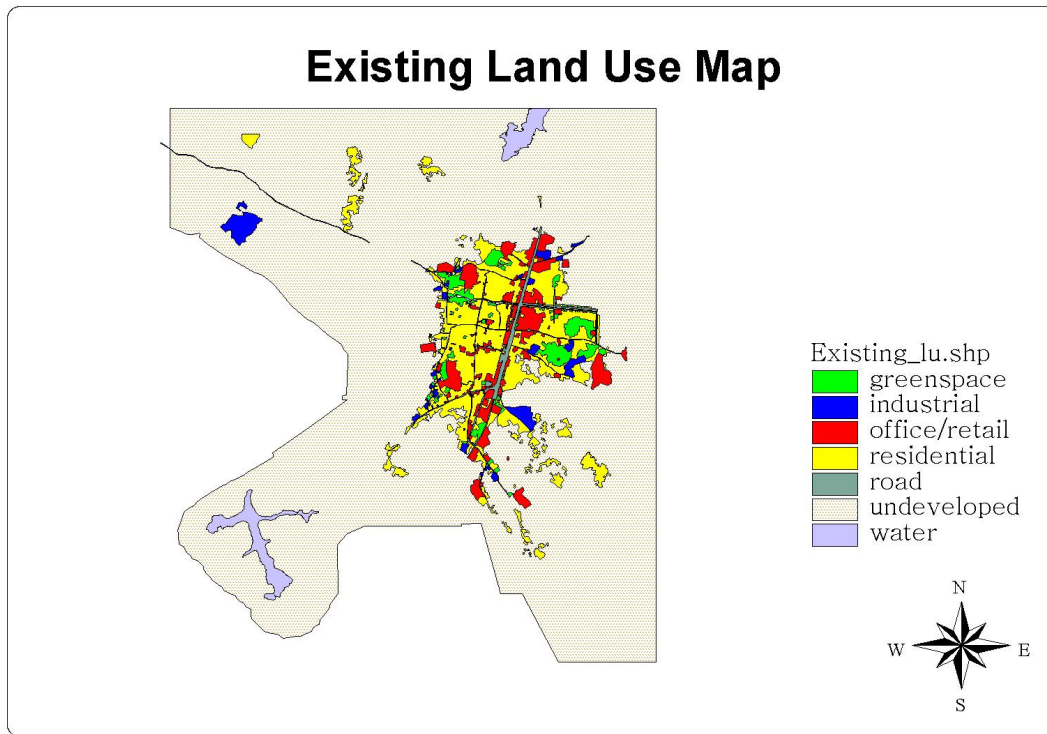 Existing Land Use Map
Existing_lu.shp
greenspace
industrial
office/retail
residential
road
undeveloped
water
N
W E
S